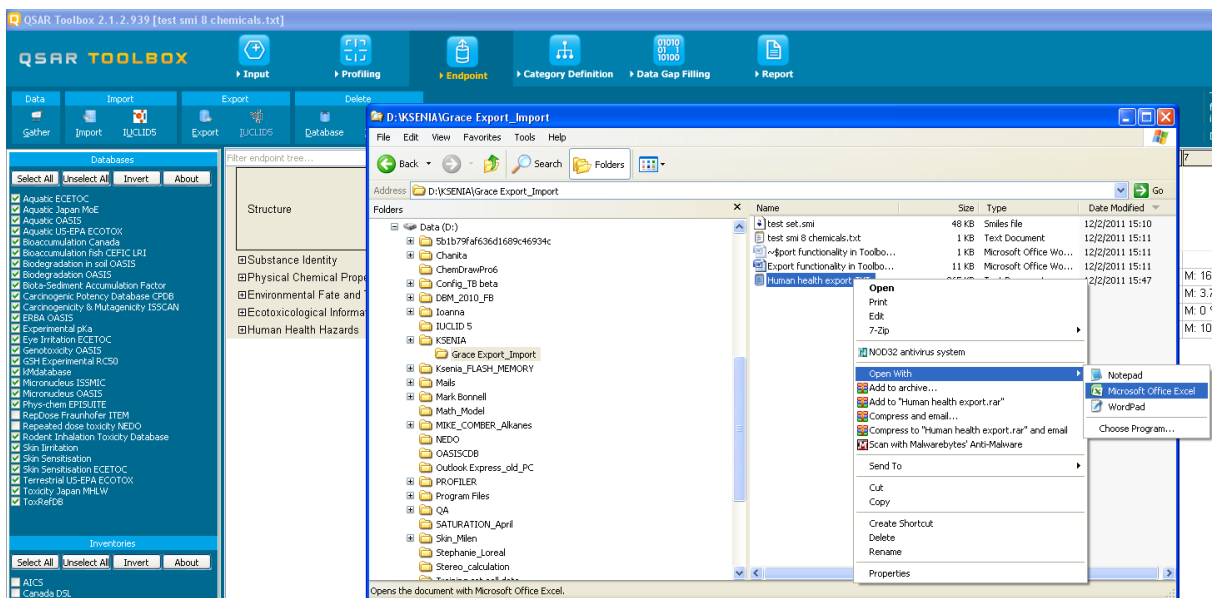 QSAR Toolbox 2.1.2.939 [test smi 8 chemicals.txt]
QSAR TOOLBOX
Input
Profiling
Endpoint
Category Definition
Data Gap Filling
Report
01010
01 1
10100
Data
Import
Export
Delete
Gather
Import
IUCLID5
Export
IUCLID5
Database
Databases
Select All
Unselect All
Invert
About
Aquatic ECETOC
Aquatic Japan MoE
Aquatic OASIS
Aquatic US-EPA ECOTOX
Bioaccumulation Canada
Bioaccumulation fish CEFIC LRI
Biodegradation in soil OASIS
Biodegradation OASIS
Biota-Sediment Accumulation Factor
Carcinogenic Potency Database CPDB
Carcinogenicity & Mutagenicity ISSCAN
ERBA OASIS
Experimental pKa
Eye Irritation ECETOC
Genotoxicity OASIS
GSH Experimental RC50
kMdatabase
Micronucleus ISSMIC
Micronucleus OASIS
Phys-chem EPISUITE
RepDose Fraunhofer ITEM
Repeated dose toxicity NEDO
Rodent Inhalation Toxicity Database
Skin Irritation
Skin Sensitisation
Skin Sensitisation ECETOC
Terrestrial US-EPA ECOTOX
Toxicity Japan MHLW
ToxRefDB
Inventories
Select All
Unselect All
Invert
About
AICS
Canada DSL
Filter endpoint tree...
Structure
Substance Identity
Physical Chemical Prope
Environmental Fate and
Ecotoxicological Informa
Human Health Hazards
D:\KSENIA\Grace Export_Import
File Edit View Favorites Tools Help
Back
Search
Folders
Address
D:\KSENIA\Grace Export_Import
Go
Folders
Data (D:)
5b1b79faf636d1689c46934c
Chanita
ChemDrawPro6
Config_TB beta
DBM_2010_FB
Ioanna
IUCLID 5
KSENIA
Grace Export_Import
Ksenia_FLASH_MEMORY
Mails
Mark Bonnell
Math_Model
MIKE_COMBER_Alkanes
NEDO
OASISCDB
Outlook Express_old_PC
PROFILER
Program Files
QA
SATURATION_April
Skin_Milen
Stephanie_Loreal
Stereo_calculation
Name Size Type Date Modified
test set.smi 48 KB Smiles file 12/2/2011 15:10
test smi 8 chemicals.txt 1 KB Text Document 12/2/2011 15:11
~$port functionality in Toolbo... 1 KB Microsoft Office Wo... 12/2/2011 15:11
Export functionality in Toolbo... 11 KB Microsoft Office Wo... 12/2/2011 15:11
Human health export.TXT 12/2/2011 15:47
Open
Print
Edit
7-Zip
NOD32 antivirus system
Open With
Add to archive...
Add to "Human health export.rar"
Compress and email...
Compress to "Human health export.rar" and email
Scan with Malwarebytes' Anti-Malware
Send To
Cut
Copy
Create Shortcut
Delete
Rename
Properties
Notepad
Microsoft Office Excel
WordPad
Choose Program...
Opens the document with Microsoft Office Excel.
7
M: 16
M: 3.7
M: 0
M: 10